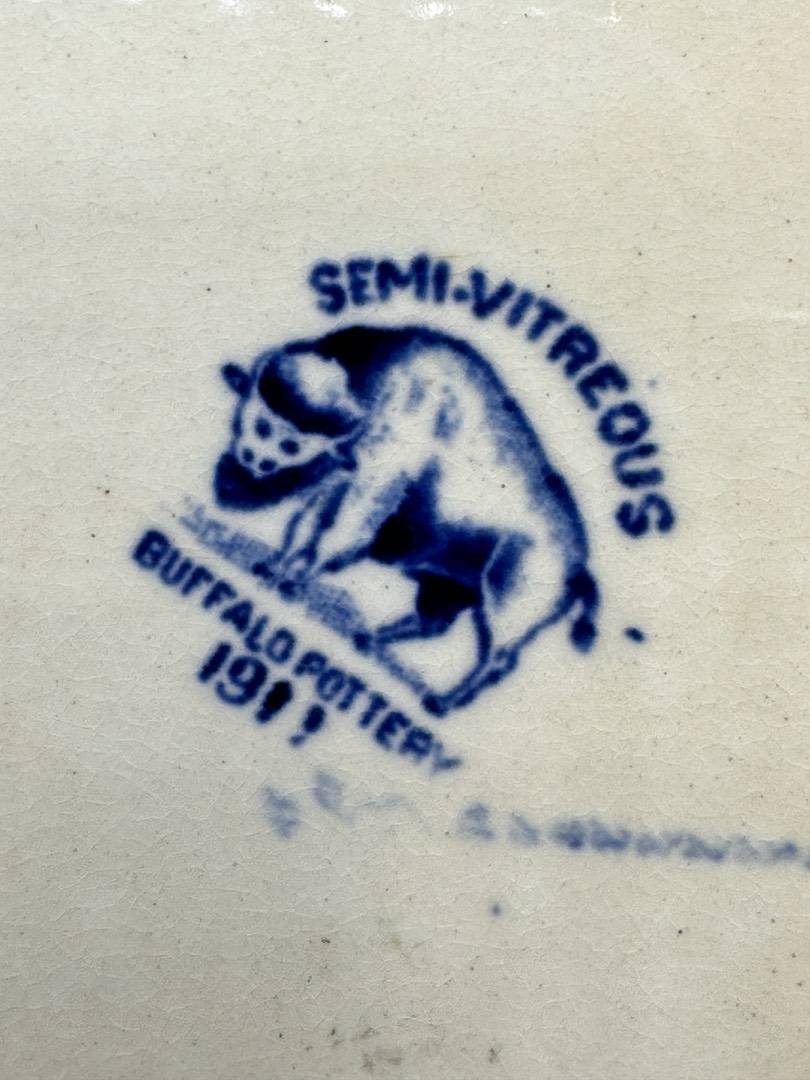 SEMI-VITREOUS
BUFFALO POTTERY
1911